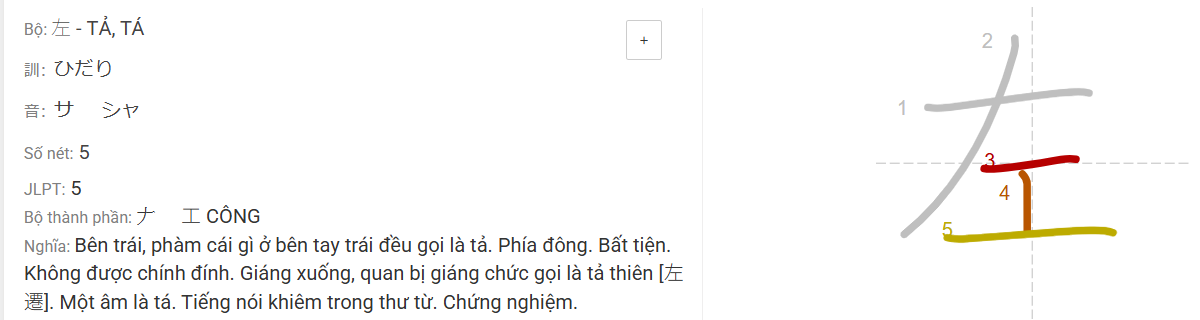 Bộ: 左 - TẢ, TÁ
+
訓: ひだり
音: サ シャ
Số nét: 5
JLPT: 5
Bộ thành phần: ナ 工 CÔNG
Nghĩa: Bên trái, phàm cái gì ở bên tay trái đều gọi là tả. Phía đông. Bất tiện.
Không được chính đính. Giáng xuống, quan bị giáng chức gọi là tả thiên [左
遷]. Một âm là tá. Tiếng nói khiêm trong thư từ. Chứng nghiệm.
左
1
2
3
4
5